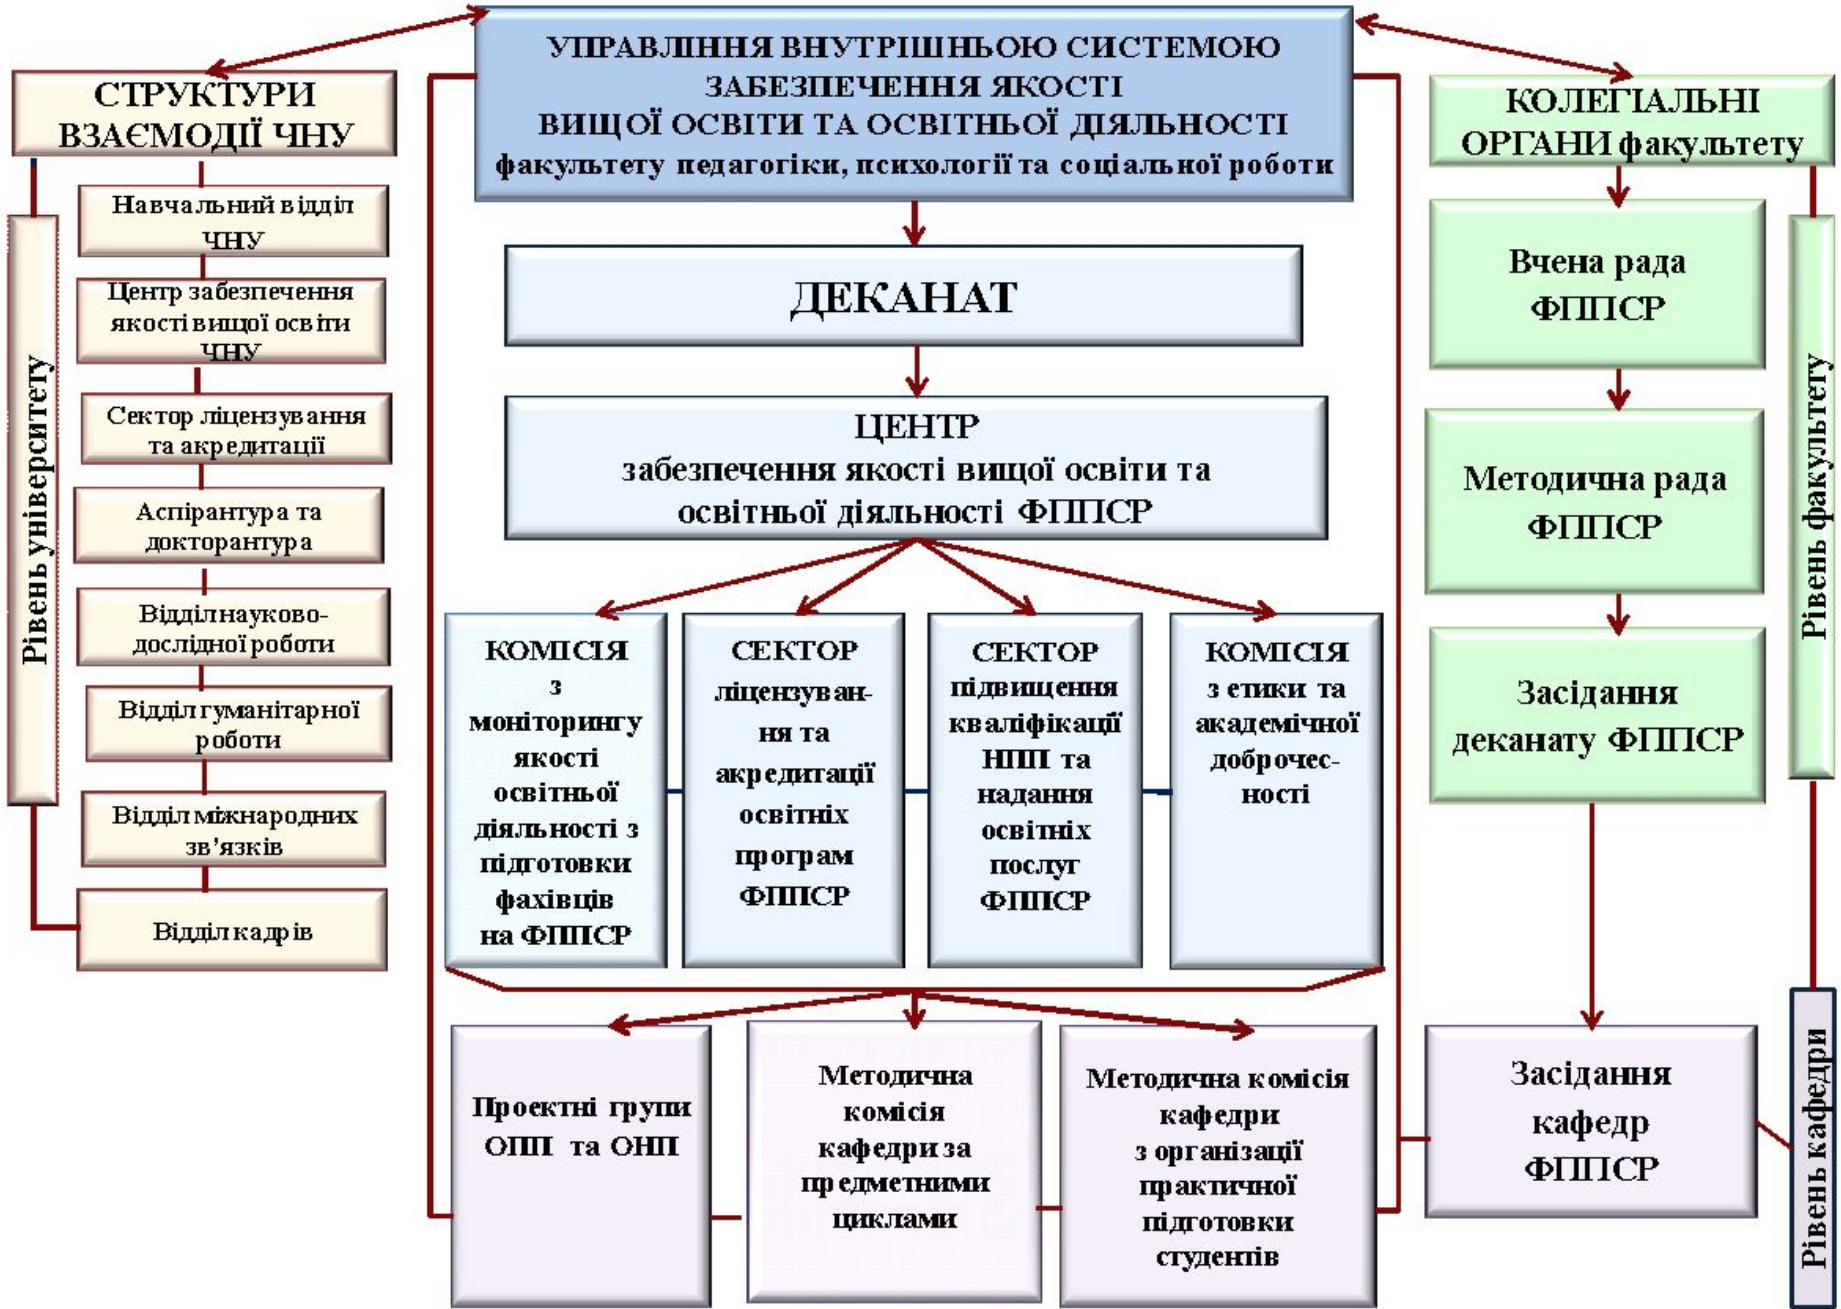 УПРАВЛІННЯ ВНУТРІШНЬОЮ СИСТЕМОЮ
ЗАБЕЗПЕЧЕННЯ ЯКОСТІ
ВИЩОЇ ОСВІТИ ТА ОСВІТНЬОЇ ДІЯЛЬНОСТІ
факультету педагогіки, психології та соціальної роботи
СТРУКТУРИ
ВЗАЄМОДІЇ ЧНУ
Рівень університету
Навчальний відділ
ЧНУ
Центр забезпечення
якості вищої освіти
ЧНУ
Сектор ліцензування
та акредитації
Аспірантура та
докторантура
Відділ науково-
дослідної роботи
Відділ гуманітарної
роботи
Відділ міжнародних
зв’язків
Відділ кадрів
ДЕКАНАТ
ЦЕНТР
забезпечення якості вищої освіти та
освітньої діяльності ФППСР
КОМІСІЯ
з
моніторингу
якості
освітньої
діяльності з
підготовки
фахівців
на ФППСР
СЕКТОР
ліцензуван-
ня та
акредитації
освітніх
програм
ФППСР
СЕКТОР
підвищення
кваліфікації
НПП та
надання
освітніх
послуг
ФППСР
КОМІСІЯ
з етики та
академічної
доброчес-
ності
Проектні групи
ОПП та ОНП
Методична
комісія
кафедри за
предметними
циклами
Методична комісія
кафедри
з організації
практичної
підготовки
студентів
КОЛЕГІАЛЬНІ
ОРГАНИ факультету
Вчена рада
ФППСР
Методична рада
ФППСР
Засідання
деканату ФППСР
Засідання
кафедр
ФППСР
Рівень факультету
Рівень кафедри